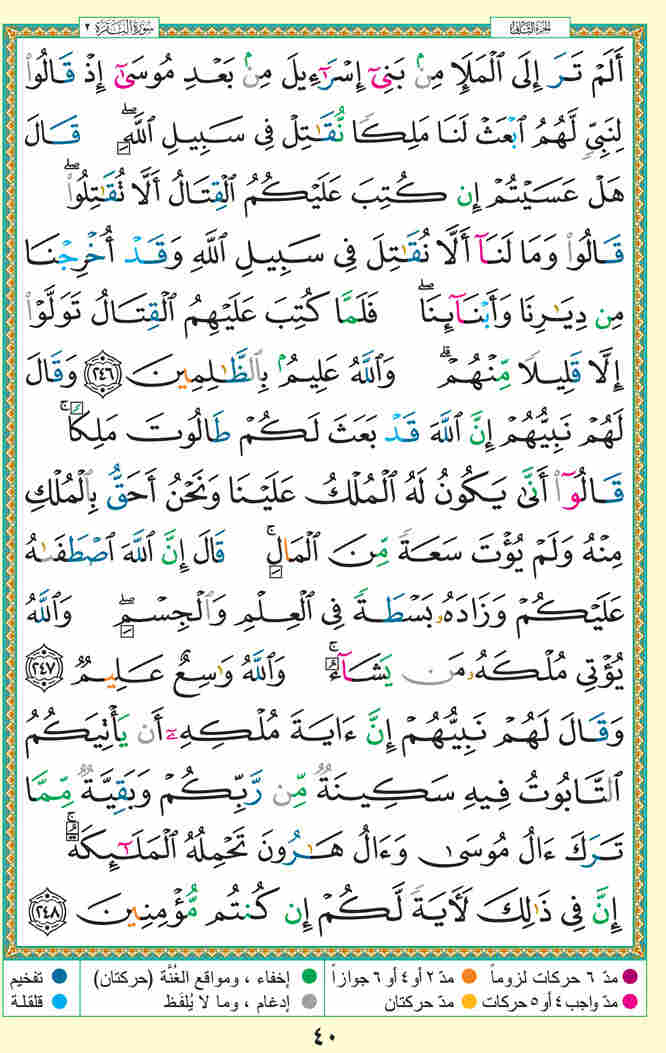 سُورَةُ البَقَرَة ٢
الجزء الثاني
أَلَمْ تَرَ إِلَى ٱلْمَلَإِ مِنۢ بَنِىٓ إِسْرَٰٓءِيلَ مِنۢ بَعْدِ مُوسَىٰٓ إِذْ قَالُوا۟
لِنَبِىٍّ لَّهُمُ ٱبْعَثْ لَنَا مَلِكًا نُّقَٰتِلْ فِى سَبِيلِ ٱللَّهِ ۖ قَالَ
هَلْ عَسَيْتُمْ إِن كُتِبَ عَلَيْكُمُ ٱلْقِتَالُ أَلَّا تُقَٰتِلُوا۟ ۖ
قَالُوا۟ وَمَا لَنَآ أَلَّا نُقَٰتِلَ فِى سَبِيلِ ٱللَّهِ وَقَدْ أُخْرِجْنَا
مِن دِيَٰرِنَا وَأَبْنَآئِنَا ۖ فَلَمَّا كُتِبَ عَلَيْهِمُ ٱلْقِتَالُ تَوَلَّوْا۟
إِلَّا قَلِيلًا مِّنْهُمْ ۗ وَٱللَّهُ عَلِيمٌۢ بِٱلظَّٰلِمِينَ ٢٤٦ وَقَالَ
لَهُمْ نَبِيُّهُمْ إِنَّ ٱللَّهَ قَدْ بَعَثَ لَكُمْ طَالُوتَ مَلِكًا ۚ
قَالُوٓا۟ أَنَّىٰ يَكُونُ لَهُ ٱلْمُلْكُ عَلَيْنَا وَنَحْنُ أَحَقُّ بِٱلْمُلْكِ
مِنْهُ وَلَمْ يُؤْتَ سَعَةً مِّنَ ٱلْمَالِ ۚ قَالَ إِنَّ ٱللَّهَ ٱصْطَفَىٰهُ
عَلَيْكُمْ وَزَادَهُۥ بَسْطَةً فِى ٱلْعِلْمِ وَٱلْجِسْمِ ۖ وَٱللَّهُ
يُؤْتِى مُلْكَهُۥ مَن يَشَآءُ ۚ وَٱللَّهُ وَٰسِعٌ عَلِيمٌ ٢٤٧
وَقَالَ لَهُمْ نَبِيُّهُمْ إِنَّ ءَايَةَ مُلْكِهِۦٓ أَن يَأْتِيَكُمُ
ٱلتَّابُوتُ فِيهِ سَكِينَةٌ مِّن رَّبِّكُمْ وَبَقِيَّةٌ مِّمَّا
تَرَكَ ءَالُ مُوسَىٰ وَءَالُ هَٰرُونَ تَحْمِلُهُ ٱلْمَلَٰٓئِكَةُ ۚ
إِنَّ فِى ذَٰلِكَ لَءَايَةً لَّكُمْ إِن كُنتُم مُّؤْمِنِينَ ٢٤٨
مدّ ٦ حركات لزوماً مدّ ٢ أو ٤ أو ٦ جوازاً إخفاء ، ومواقع الغُنَّة (حركتان) تفخيم
مدّ واجب ٤ أو ٥ حركات مدّ حركتان إدغام ، وما لا يُلفَظ قلقلة
٤٠